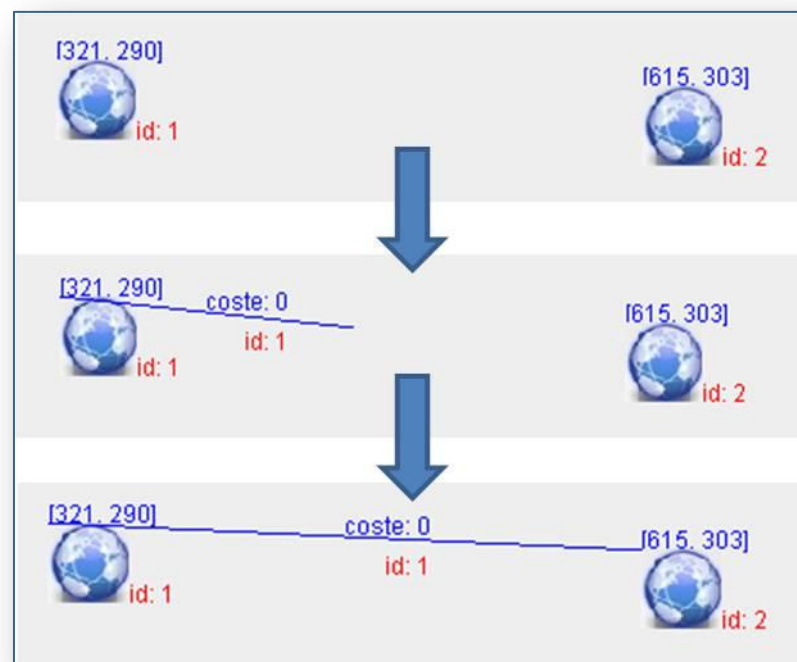 [321, 290]
[615, 303]
id: 1
id: 2
[321, 290]
coste: 0
[615, 303]
id: 1
id: 1
id: 2
[321, 290]
coste: 0
[615, 303]
id: 1
id: 1
id: 2